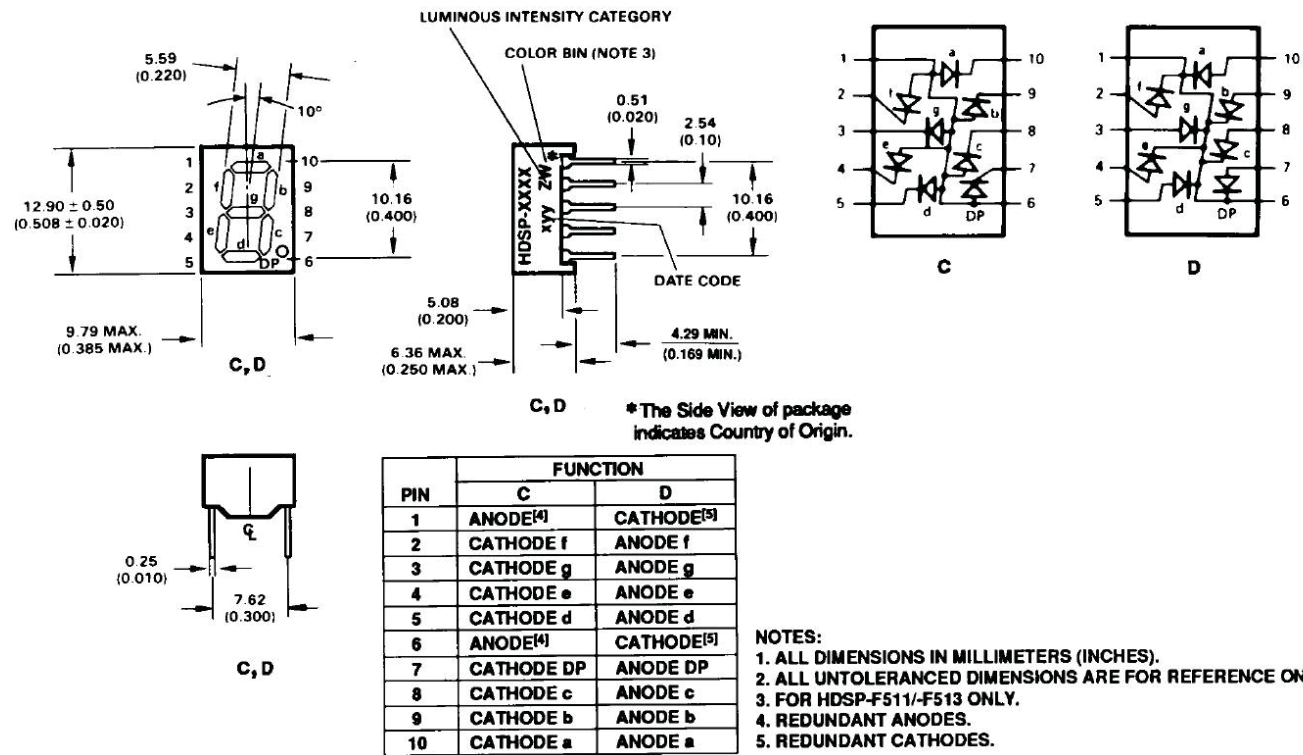 LUMINOUS INTENSITY CATEGORY
COLOR BIN (NOTE 3)
5.59
(0.220)
10°
1 a 10
2 f b 9
3 g 8
4 e c 7
5 d DP 6
12.90 ± 0.50
(0.508 ± 0.020)
10.16
(0.400)
9.79 MAX.
(0.385 MAX.)
C, D
HDSP-XXXX
xyy ZW
*
0.51
(0.020)
2.54
(0.10)
10.16
(0.400)
DATE CODE
5.08
(0.200)
6.36 MAX.
(0.250 MAX.)
4.29 MIN.
(0.169 MIN.)
C, D
* The Side View of package
indicates Country of Origin.
1 a 10
2 f 9
b
3 g 8
4 e c 7
5 d DP 6
C
1 a 10
2 f b 9
3 g 8
c
4 e 7
5 d DP 6
D
0.25
(0.010)
7.62
(0.300)
C, D
PIN FUNCTION
C D
1 ANODE[4] CATHODE[5]
2 CATHODE f ANODE f
3 CATHODE g ANODE g
4 CATHODE e ANODE e
5 CATHODE d ANODE d
6 ANODE[4] CATHODE[5]
7 CATHODE DP ANODE DP
8 CATHODE c ANODE c
9 CATHODE b ANODE b
10 CATHODE a ANODE a
NOTES:
1. ALL DIMENSIONS IN MILLIMETERS (INCHES).
2. ALL UNTOLERANCED DIMENSIONS ARE FOR REFERENCE ON
3. FOR HDSP-F511/-F513 ONLY.
4. REDUNDANT ANODES.
5. REDUNDANT CATHODES.